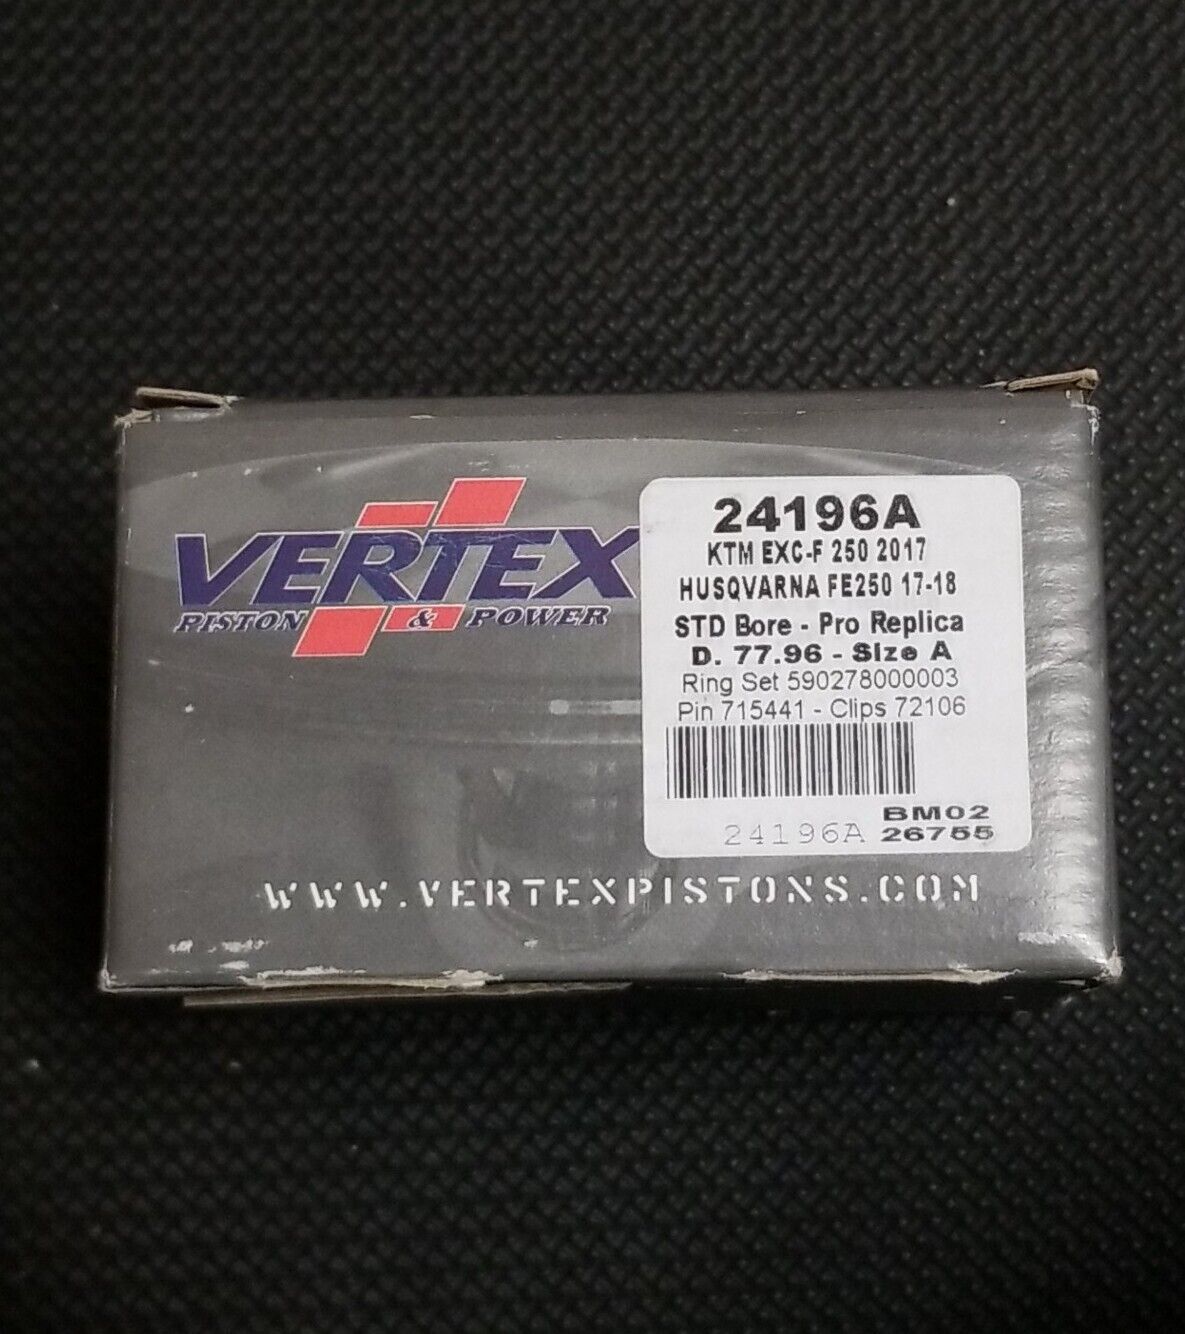 VERTEX
PISTON & POWER
24196A
KTM EXC-F 250 2017
HUSQVARNA FE250 17-18
STD Bore - Pro Replica
D. 77.96 - Size A
Ring Set 590278000003
Pin 715441 - Clips 72106
24196A
BM02
26755
WWW.VERTEXPISTONS.COM